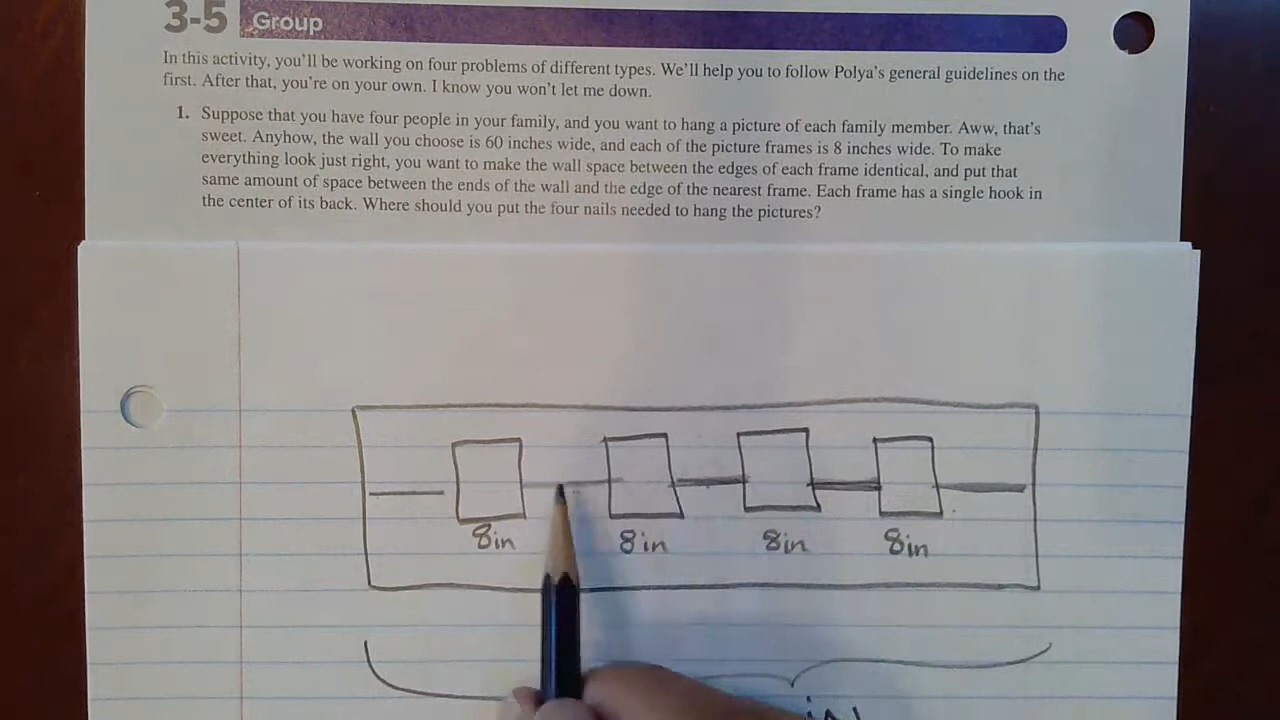 3-5 Group
In this activity, you'll be working on four problems of different types. We'll help you to follow Polya's general guidelines on the
first. After that, you're on your own. I know you won't let me down.
1. Suppose that you have four people in your family, and you want to hang a picture of each family member. Aww, that's
sweet. Anyhow, the wall you choose is 60 inches wide, and each of the picture frames is 8 inches wide. To make
everything look just right, you want to make the wall space between the edges of each frame identical, and put that
same amount of space between the ends of the wall and the edge of the nearest frame. Each frame has a single hook in
the center of its back. Where should you put the four nails needed to hang the pictures?
8in 8in 8in 8in